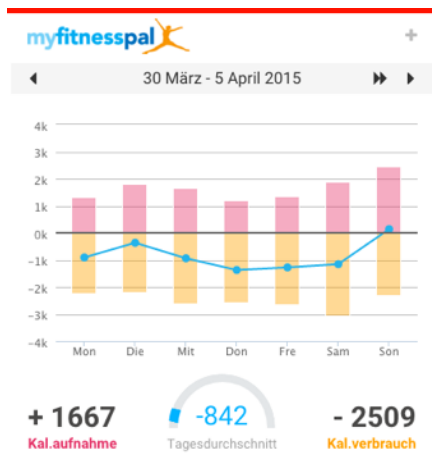 myfitnesspal
+
30 März - 5 April 2015
4k
3k
2k
1k
0k
-1k
-2k
-3k
-4k
Mon Die Mit Don Fre Sam Son
+ 1667 -842 - 2509
Kal.aufnahme Tagesdurchschnitt Kal.verbrauch